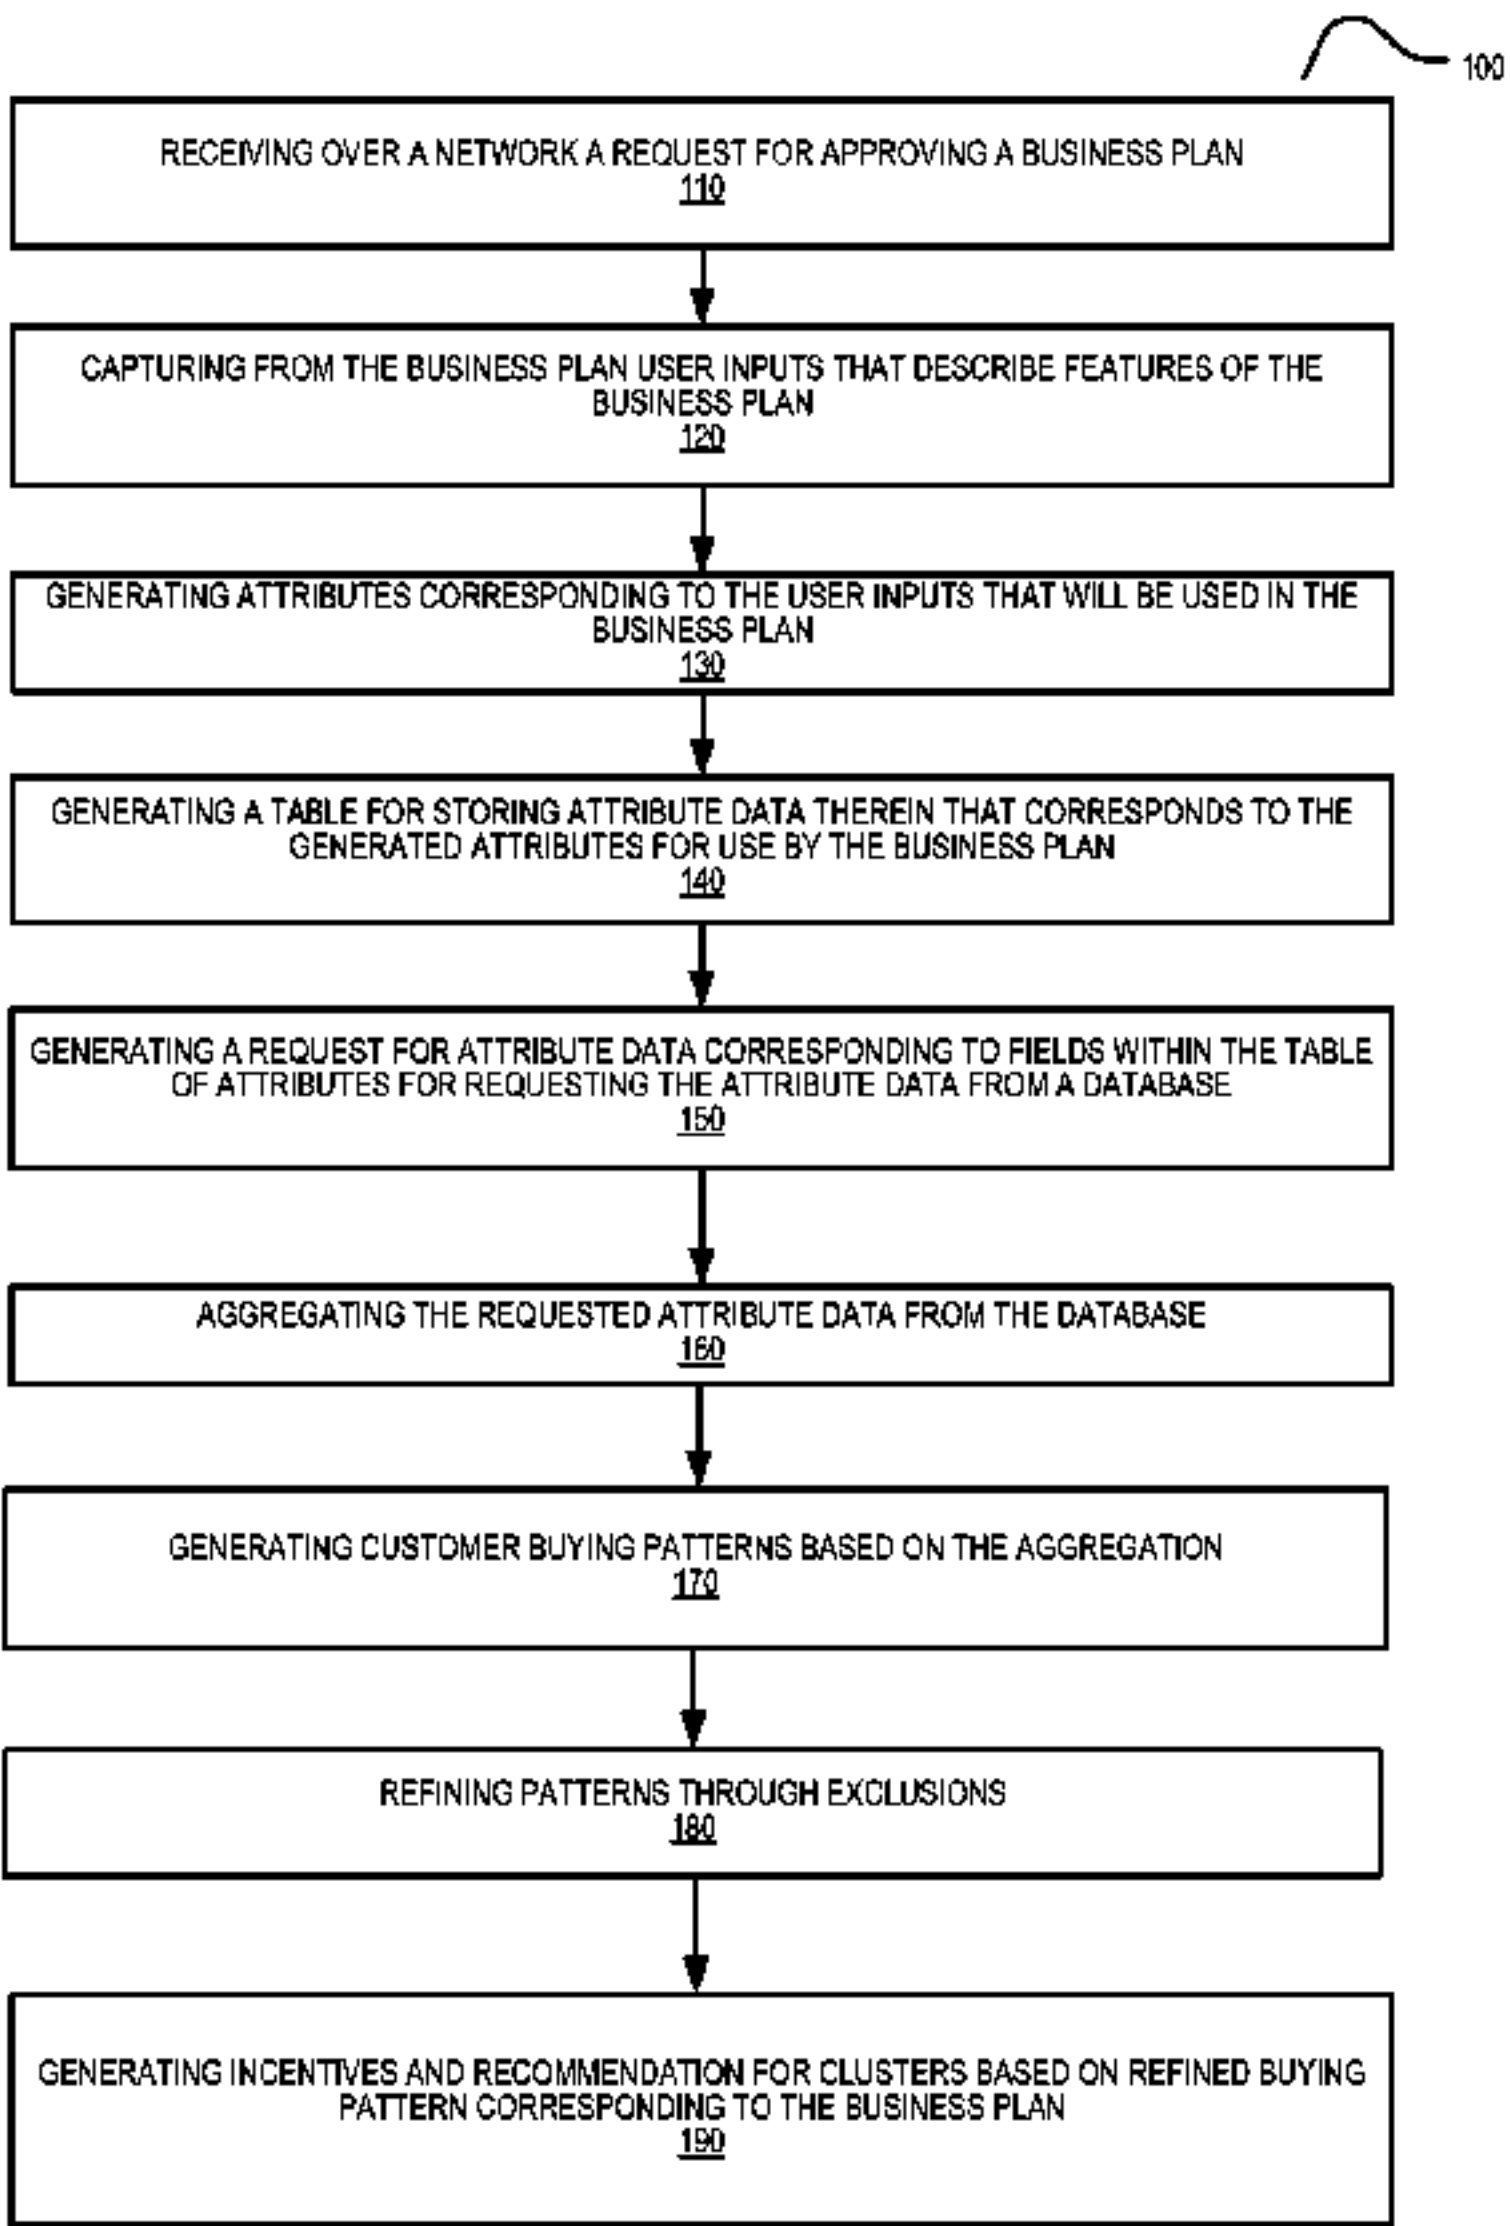 100
RECEIVING OVER A NETWORK A REQUEST FOR APPROVING A BUSINESS PLAN
110
CAPTURING FROM THE BUSINESS PLAN USER INPUTS THAT DESCRIBE FEATURES OF THE
BUSINESS PLAN
120
GENERATING ATTRIBUTES CORRESPONDING TO THE USER INPUTS THAT WILL BE USED IN THE
BUSINESS PLAN
130
GENERATING A TABLE FOR STORING ATTRIBUTE DATA THEREIN THAT CORRESPONDS TO THE
GENERATED ATTRIBUTES FOR USE BY THE BUSINESS PLAN
140
GENERATING A REQUEST FOR ATTRIBUTE DATA CORRESPONDING TO FIELDS WITHIN THE TABLE
OF ATTRIBUTES FOR REQUESTING THE ATTRIBUTE DATA FROM A DATABASE
150
AGGREGATING THE REQUESTED ATTRIBUTE DATA FROM THE DATABASE
160
GENERATING CUSTOMER BUYING PATTERNS BASED ON THE AGGREGATION
170
REFINING PATTERNS THROUGH EXCLUSIONS
180
GENERATING INCENTIVES AND RECOMMENDATION FOR CLUSTERS BASED ON REFINED BUYING
PATTERN CORRESPONDING TO THE BUSINESS PLAN
190